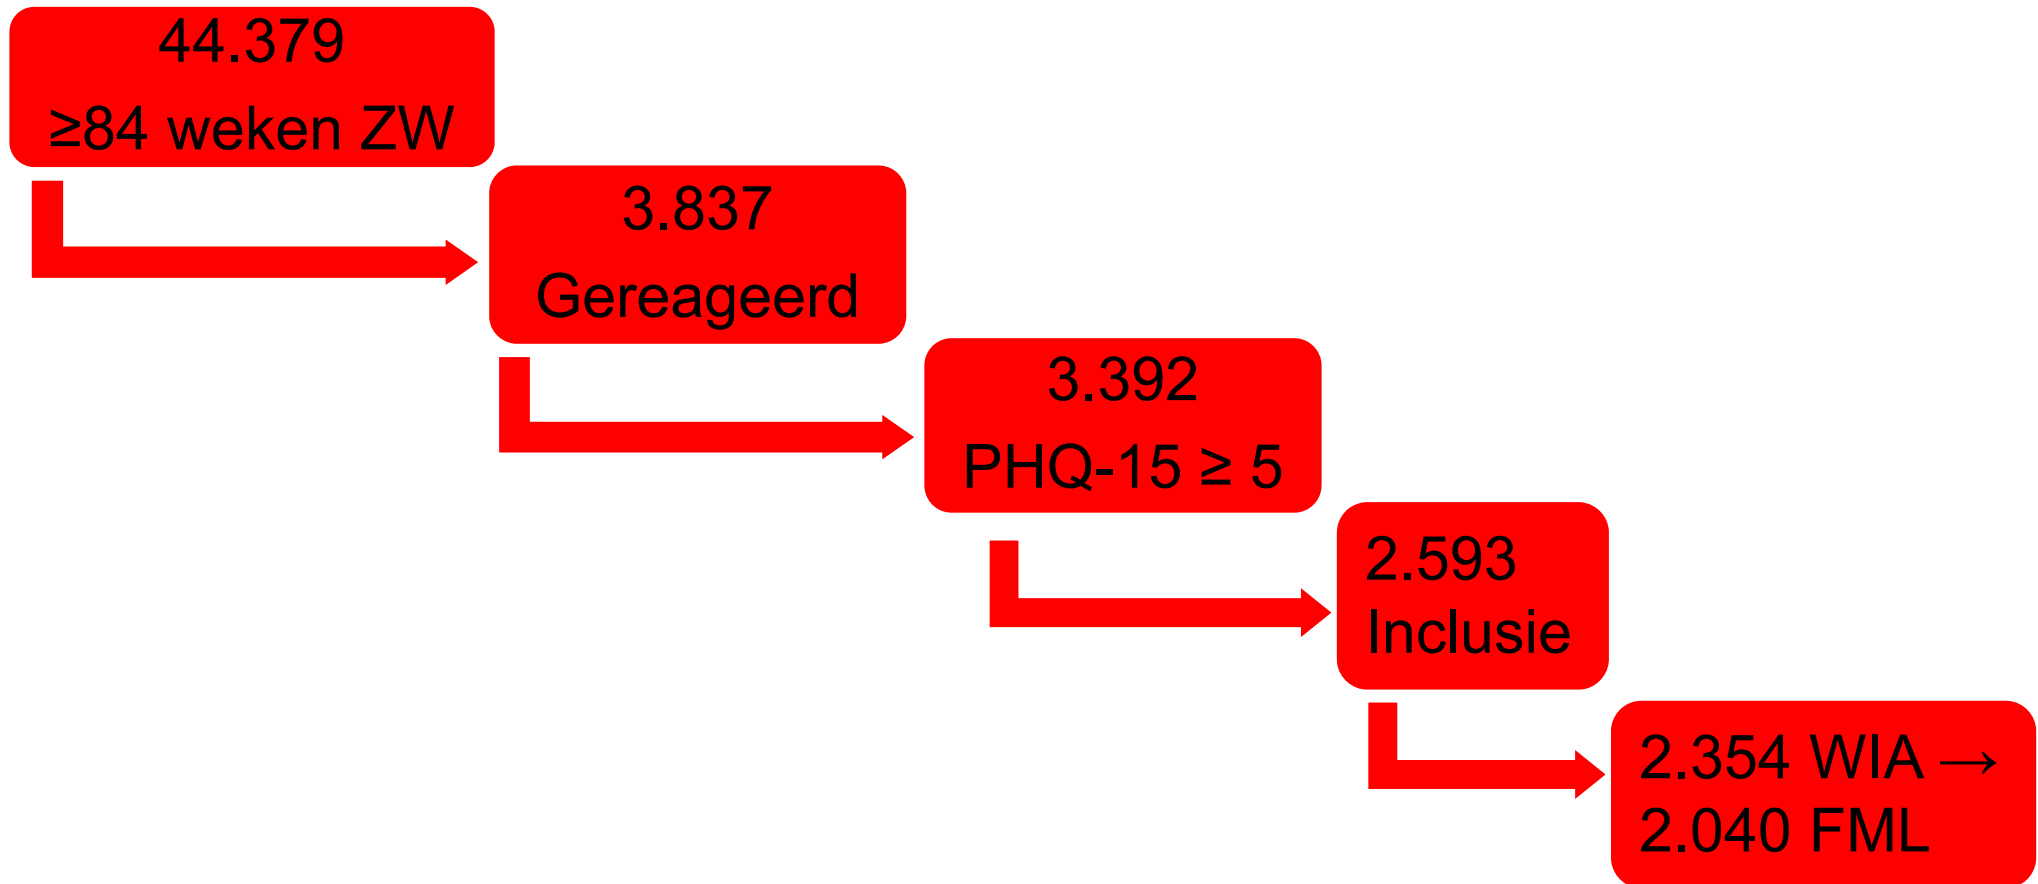 44.379
≥84 weken ZW
3.837
Gereageerd
3.392
PHQ-15 ≥ 5
2.593
Inclusie
2.354 WIA →
2.040 FML